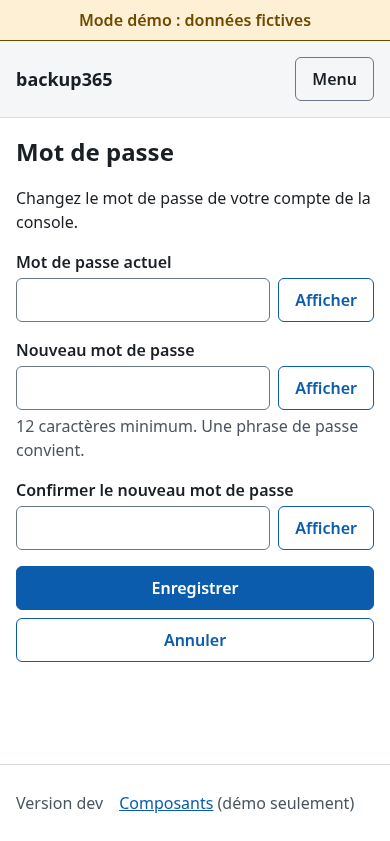 Mode démo : données fictives
backup365
Menu
Mot de passe
Changez le mot de passe de votre compte de la
console.
Mot de passe actuel
Afficher
Nouveau mot de passe
Afficher
12 caractères minimum. Une phrase de passe
convient.
Confirmer le nouveau mot de passe
Afficher
Enregistrer
Annuler
Version dev Composants (démo seulement)